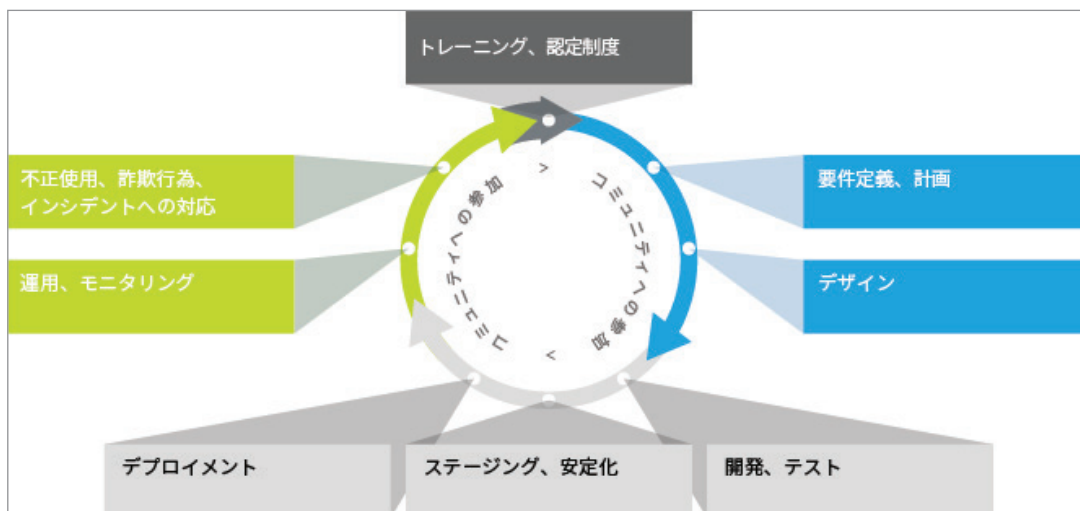 トレーニング、認定制度
要件定義、計画
デザイン
開発、テスト
ステージング、安定化
デプロイメント
運用、モニタリング
不正使用、詐欺行為、
インシデントへの対応
> コミュニティへの参加
> コミュニティへの参加